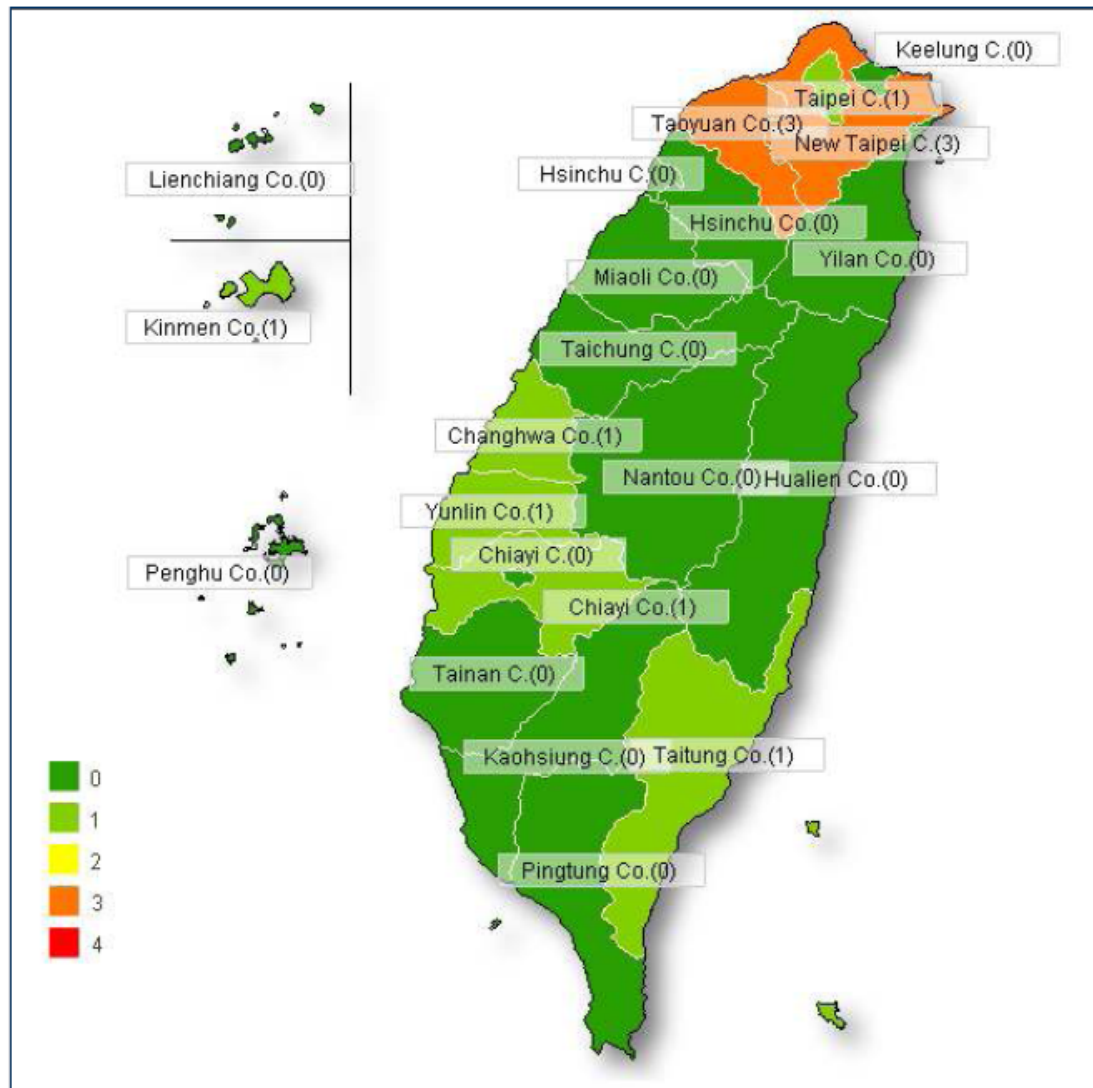 Keelung C.(0)
Taipei C.(1)
Taoyuan Co.(3)
New Taipei C.(3)
Hsinchu C.(0)
Lienchiang Co.(0)
Hsinchu Co.(0)
Yilan Co.(0)
Miaoli Co.(0)
Kinmen Co.(1)
Taichung C.(0)
Changhwa Co.(1)
Nantou Co.(0)
Hualien Co.(0)
Yunlin Co.(1)
Chiayi C.(0)
Penghu Co.(0)
Chiayi Co.(1)
Tainan C.(0)
Kaohsiung C.(0)
Taitung Co.(1)
Pingtung Co.(0)
0
1
2
3
4